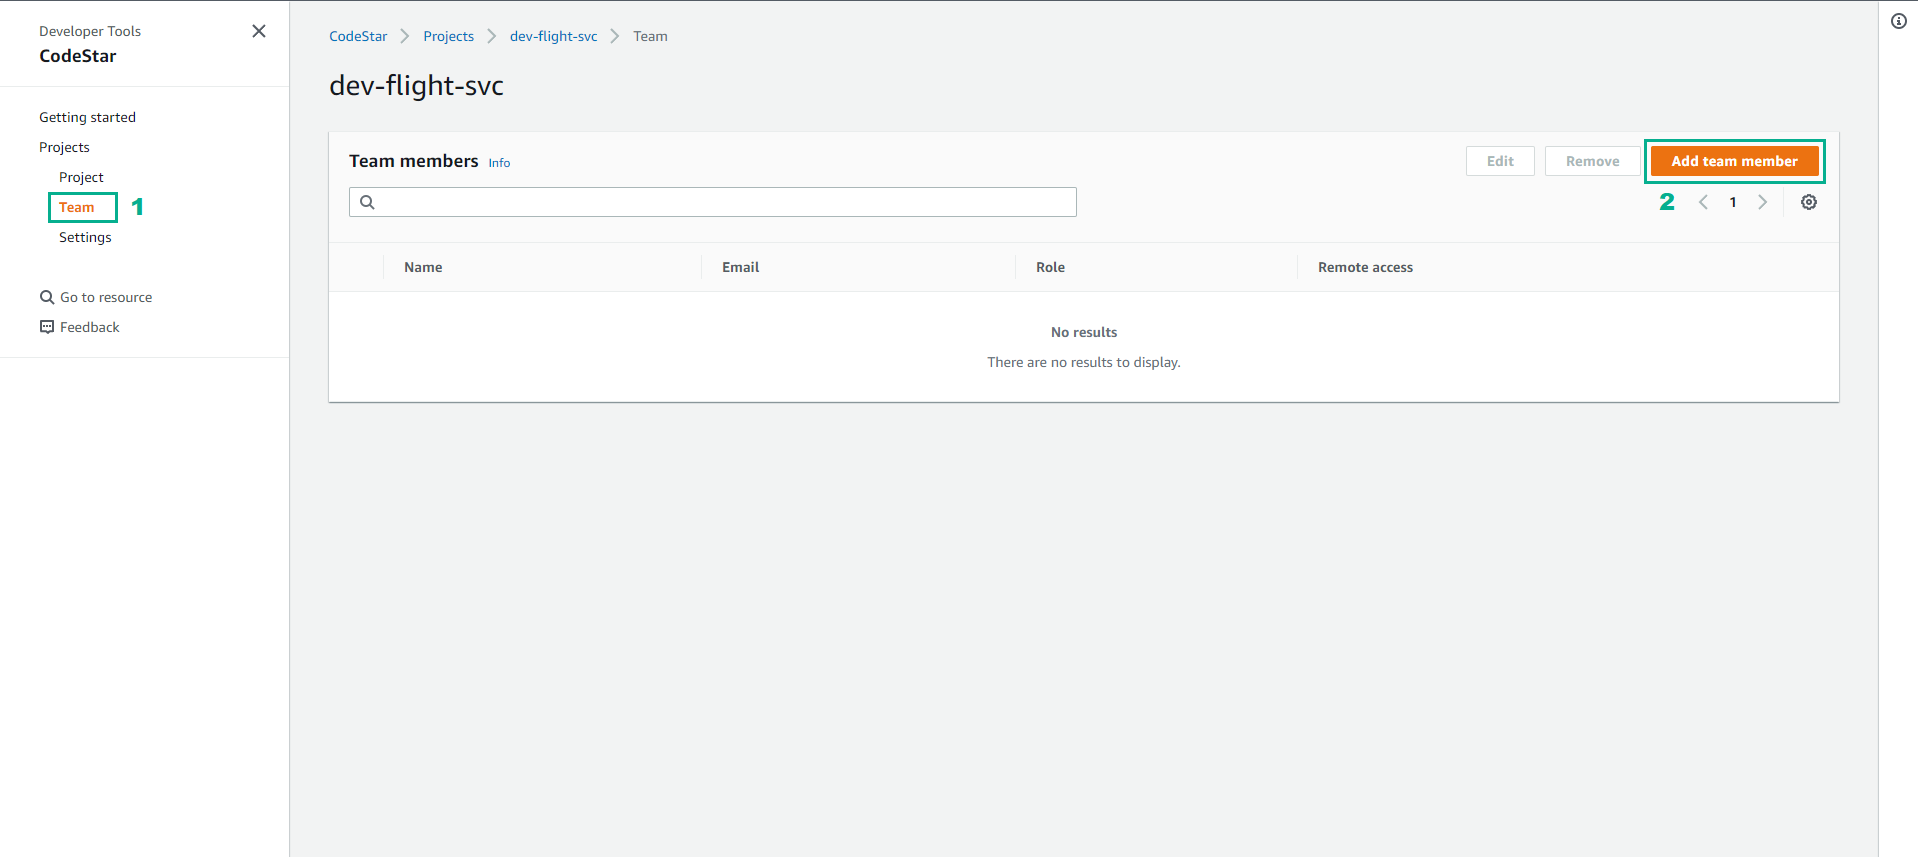 Developer Tools
CodeStar
Getting started
Projects
Project
Team 1
Settings
Go to resource
Feedback
CodeStar Projects dev-flight-svc Team
dev-flight-svc
Team members Info Edit Remove Add team member
2 1
Name Email Role Remote access
No results
There are no results to display.